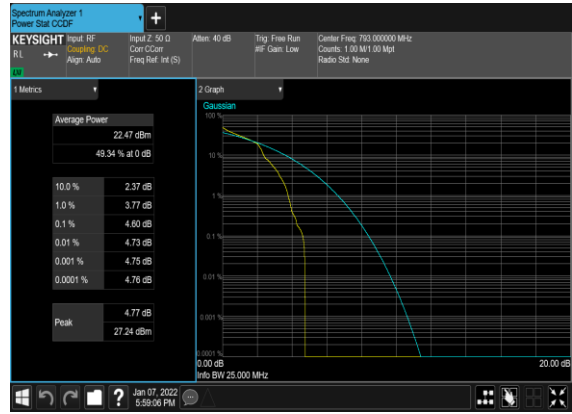 Spectrum Analyzer 1
Power Stat CCDF
KEYSIGHT
RL
Input: RF
Coupling: DC
Align: Auto
Input Z: 50 Ω
Corr CCorr
Freq Ref: Int (S)
Atten: 40 dB
Trig: Free Run
#IF Gain: Low
Center Freq: 793.000000 MHz
Counts: 1.00 M/1.00 Mpt
Radio Std: None
1 Metrics
Average Power
22.47 dBm
49.34 % at 0 dB
10.0 % 2.37 dB
1.0 % 3.77 dB
0.1 % 4.60 dB
0.01 % 4.73 dB
0.001 % 4.75 dB
0.0001 % 4.76 dB
Peak 4.77 dB
27.24 dBm
2 Graph
Gaussian
100 %
10 %
1 %
0.1 %
0.01 %
0.001 %
0.0001 %
0.00 dB 20.00 dB
Info BW 25.000 MHz
?
Jan 07, 2022
5:59:06 PM